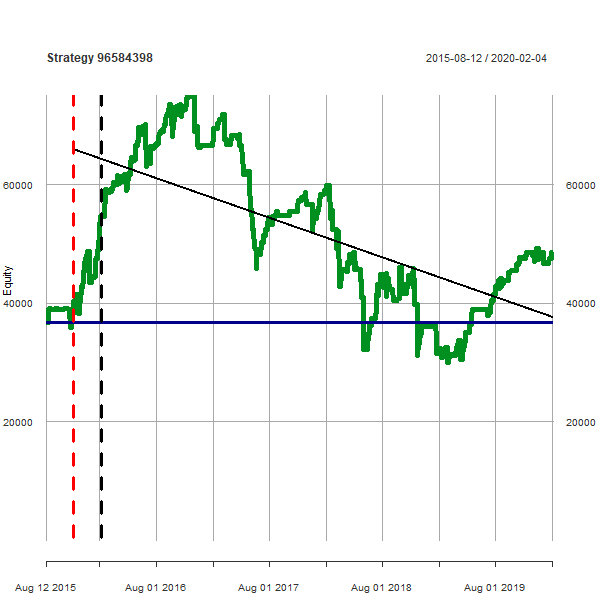 Strategy 96584398
2015-08-12 / 2020-02-04
60000
60000
Equity
40000
40000
20000
20000
Aug 12 2015
Aug 01 2016
Aug 01 2017
Aug 01 2018
Aug 01 2019